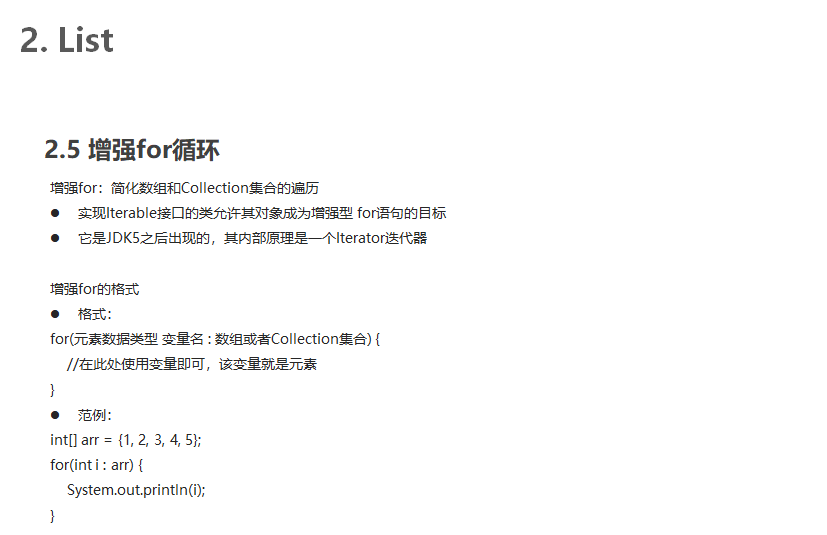 2. List
2.5 增强for循环
增强for：简化数组和Collection集合的遍历
● 实现Iterable接口的类允许其对象成为增强型 for语句的目标
● 它是JDK5之后出现的，其内部原理是一个Iterator迭代器
增强for的格式
● 格式：
for(元素数据类型 变量名 : 数组或者Collection集合) {
//在此处使用变量即可，该变量就是元素
}
● 范例：
int[] arr = {1, 2, 3, 4, 5};
for(int i : arr) {
System.out.println(i);
}